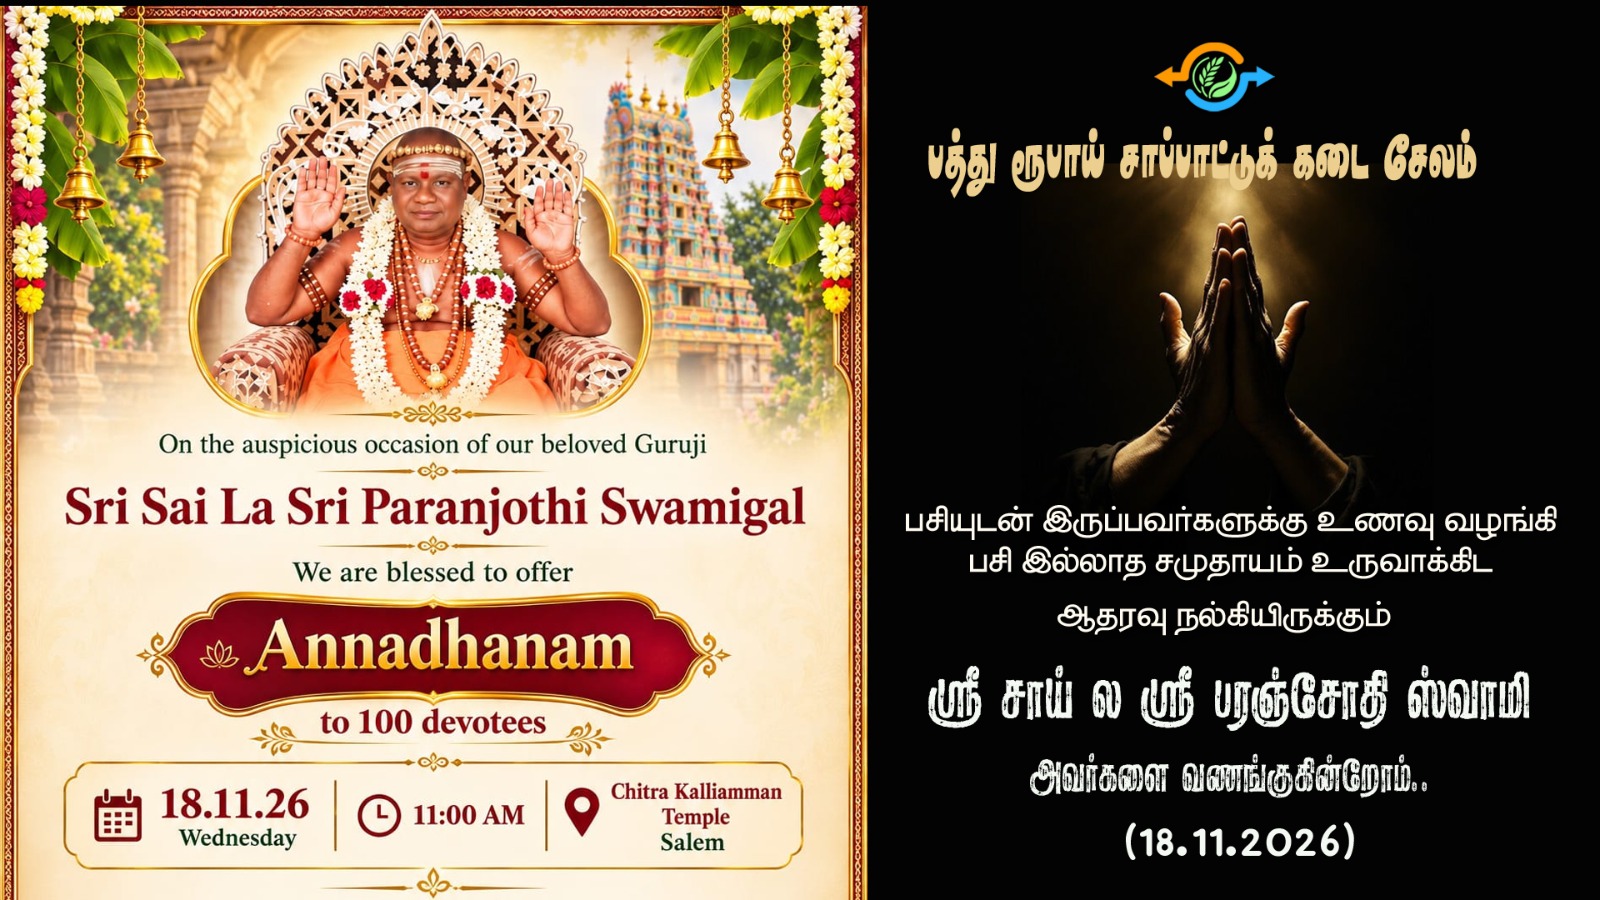 On the auspicious occasion of our beloved Guruji
Sri Sai La Sri Paranjothi Swamigal
We are blessed to offer
Annadhanam
to 100 devotees
18.11.26
Wednesday
11:00 AM
Chitra Kalliamman
Temple
Salem
பத்து ரூபாய் சாப்பாட்டுக் கடை சேலம்
பசியுடன் இருப்பவர்களுக்கு உணவு வழங்கி
பசி இல்லாத சமுதாயம் உருவாக்கிட
ஆதரவு நல்கியிருக்கும்
ஸ்ரீ சாய் ல ஸ்ரீ பரஞ்சோதி ஸ்வாமி
அவர்களை வணங்குகின்றோம்..
(18.11.2026)